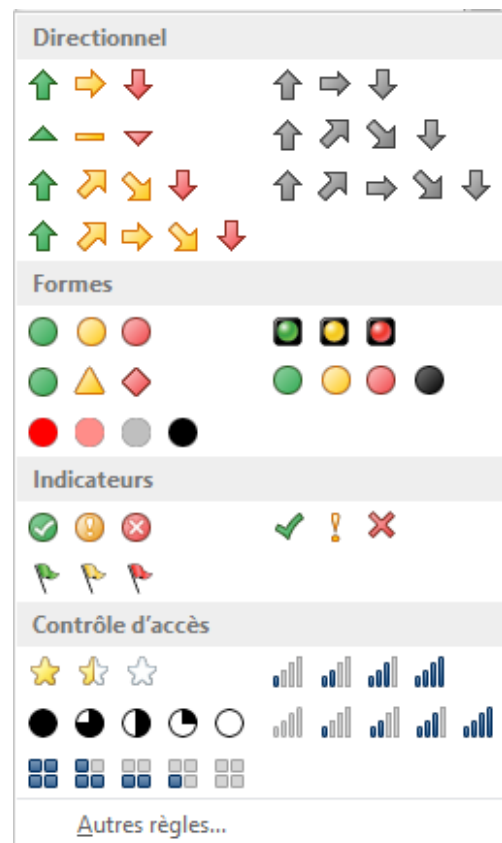 Directionnel
Formes
Indicateurs
Contrôle d'accès
Autres règles...